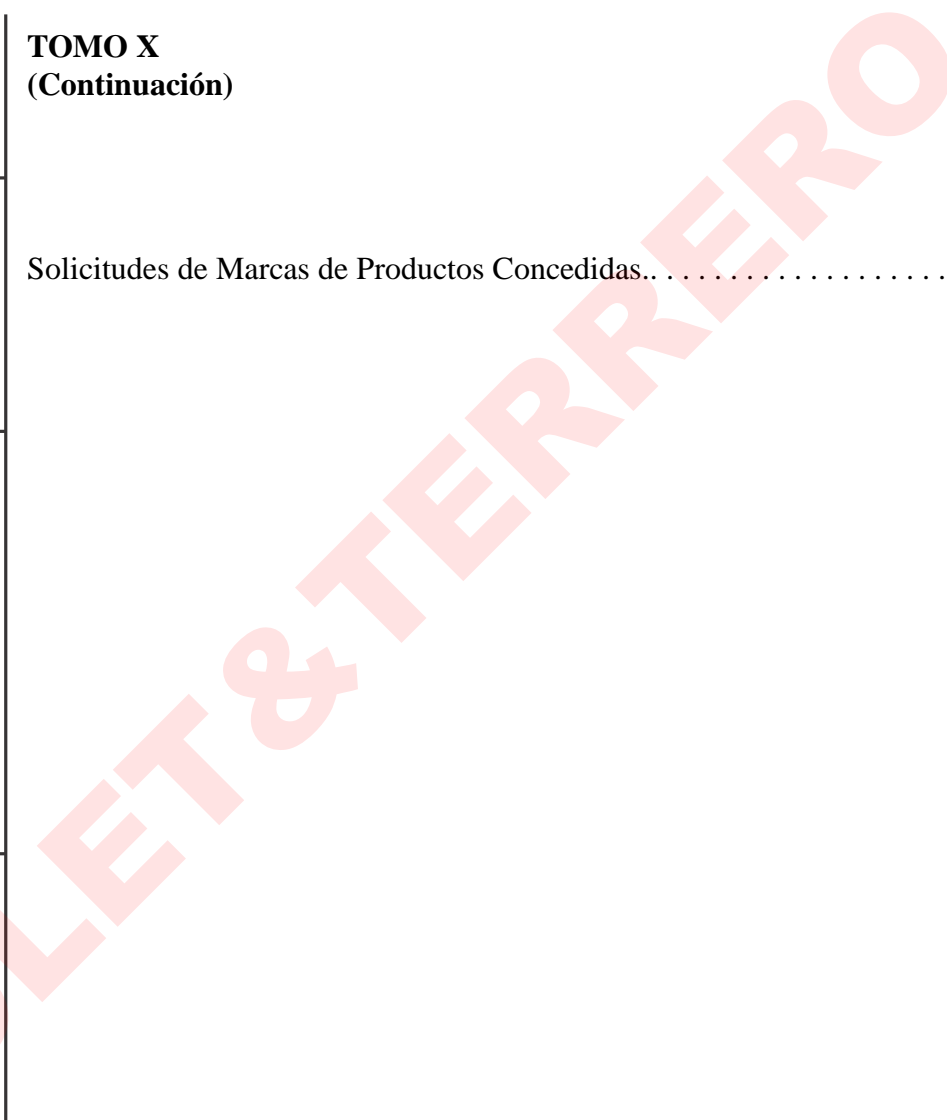 TOMO X
(Continuación)
Solicitudes de Marcas de Productos Concedidas.. . . . . . . . . . . . . . . . . . .
LET&TERRERO